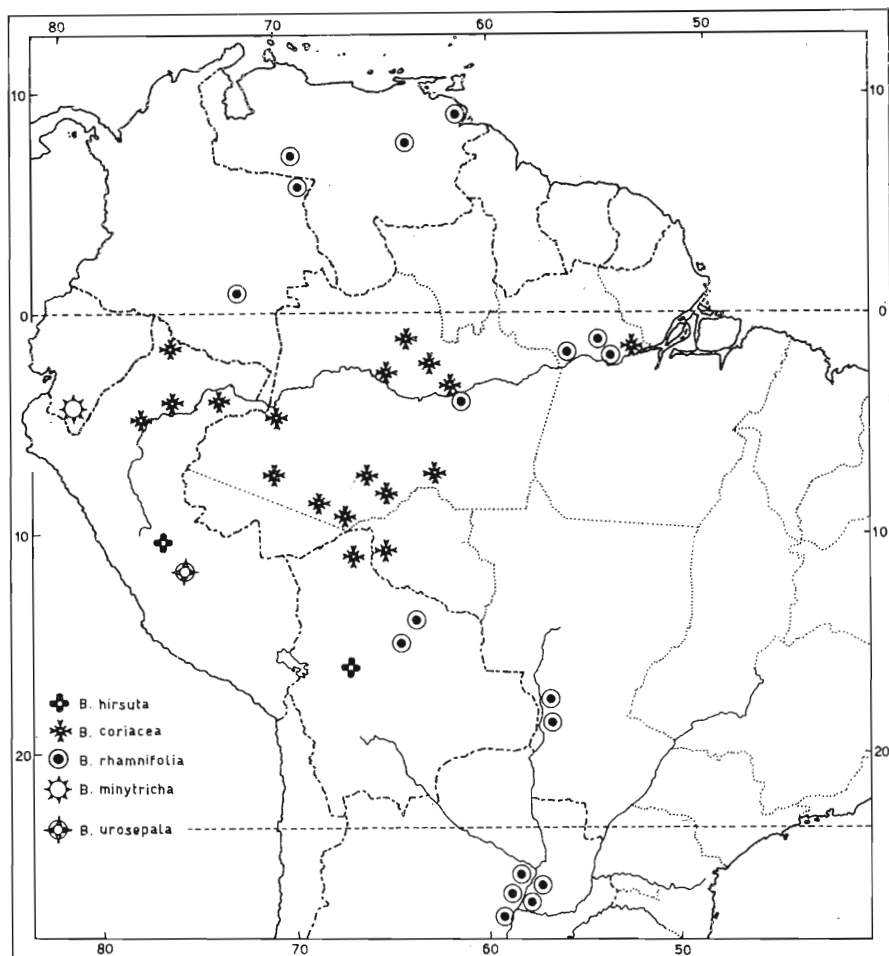 80 70 60 50
10 10
0 0
10 10
20 20
B. hirsuta
B. coriacea
B. rhamnifolia
B. minytricha
B. urosepala
80 70 60 50